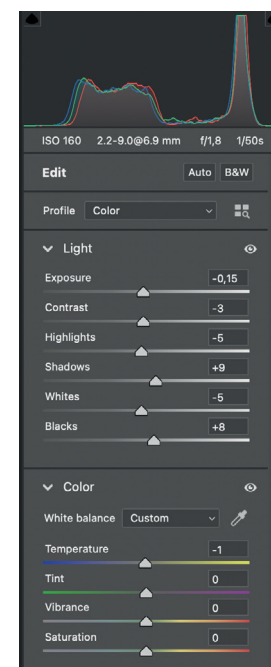 ISO 160 2.2-9.0@6.9 mm f/1,8 1/50s
Edit Auto B&W
Profile Color
Light
Exposure -0,15
Contrast -3
Highlights -5
Shadows +9
Whites -5
Blacks +8
Color
White balance Custom
Temperature -1
Tint 0
Vibrance 0
Saturation 0